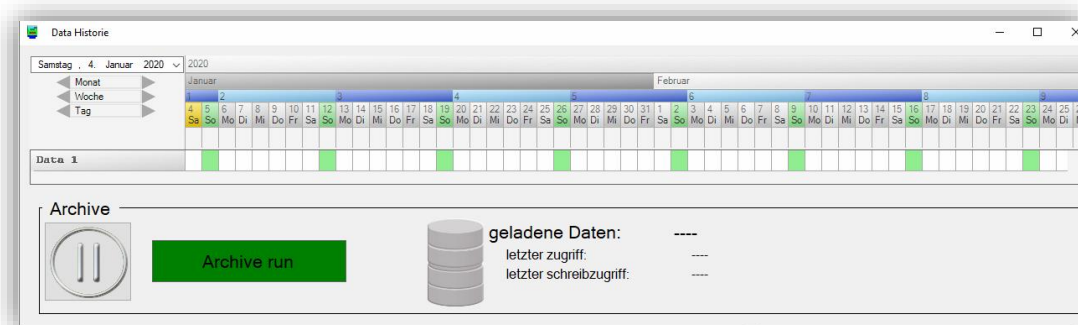 Data Historie
Samstag , 4. Januar 2020 2020
Monat Januar Februar
Woche 1 2 3 4 5 6 7 8 9
Tag 4 5 6 7 8 9 10 11 12 13 14 15 16 17 18 19 20 21 22 23 24 25 26 27 28 29 30 31 1 2 3 4 5 6 7 8 9 10 11 12 13 14 15 16 17 18 19 20 21 22 23 24 25
Sa So Mo Di Mi Do Fr Sa So Mo Di Mi Do Fr Sa So Mo Di Mi Do Fr Sa So Mo Di Mi Do Fr Sa So Mo Di Mi Do Fr Sa So Mo Di Mi Do Fr Sa So Mo Di Mi Do Fr Sa So Mo Di
Data 1
Archive
Archive run
geladene Daten: ----
letzter zugriff: ----
letzter schreibzugriff: ----